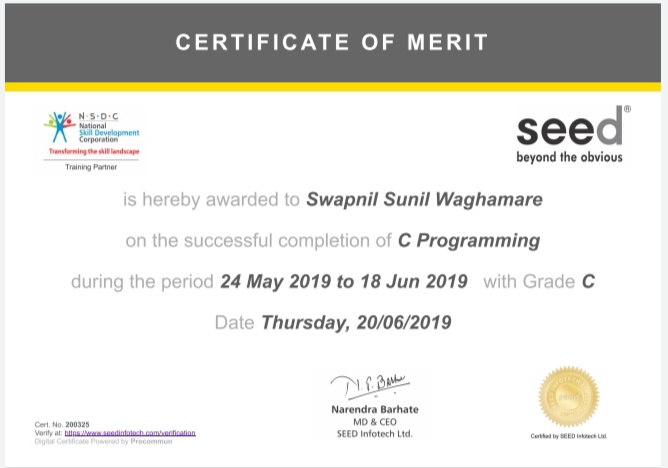 CERTIFICATE OF MERIT
N·S·D·C
National
Skill Development
Corporation
Transforming the skill landscape
Training Partner
seed®
beyond the obvious
is hereby awarded to Swapnil Sunil Waghamare
on the successful completion of C Programming
during the period 24 May 2019 to 18 Jun 2019 with Grade C
Date Thursday, 20/06/2019
Narendra Barhate
MD & CEO
SEED Infotech Ltd.
Cert. No. 200325
Verify at: https://www.seedinfotech.com/verification
Digital Certificate Powered by Procommun
Certified by SEED Infotech Ltd.